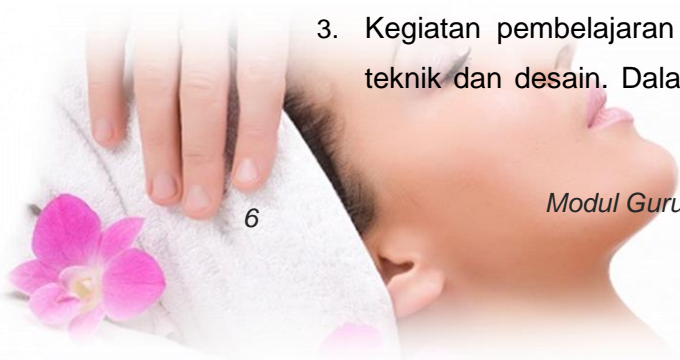 3. Kegiatan pembelajaran
teknik dan desain. Dala
6
Modul Guru